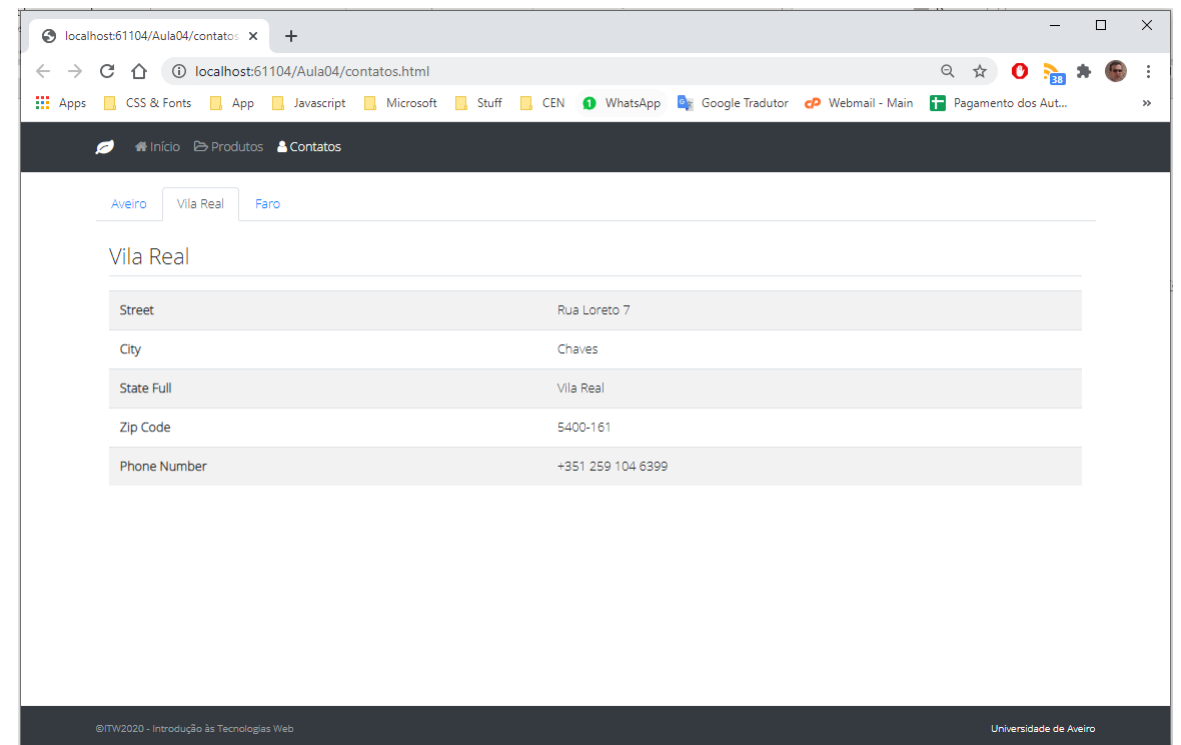 localhost:61104/Aula04/contatos
localhost:61104/Aula04/contatos.html
38
Apps CSS & Fonts App Javascript Microsoft Stuff CEN 1 WhatsApp Google Tradutor cP Webmail - Main Pagamento dos Aut... »
Início Produtos Contatos
Aveiro Vila Real Faro
Vila Real
Street Rua Loreto 7
City Chaves
State Full Vila Real
Zip Code 5400-161
Phone Number +351 259 104 6399
©ITW2020 - Introdução às Tecnologias Web Universidade de Aveiro